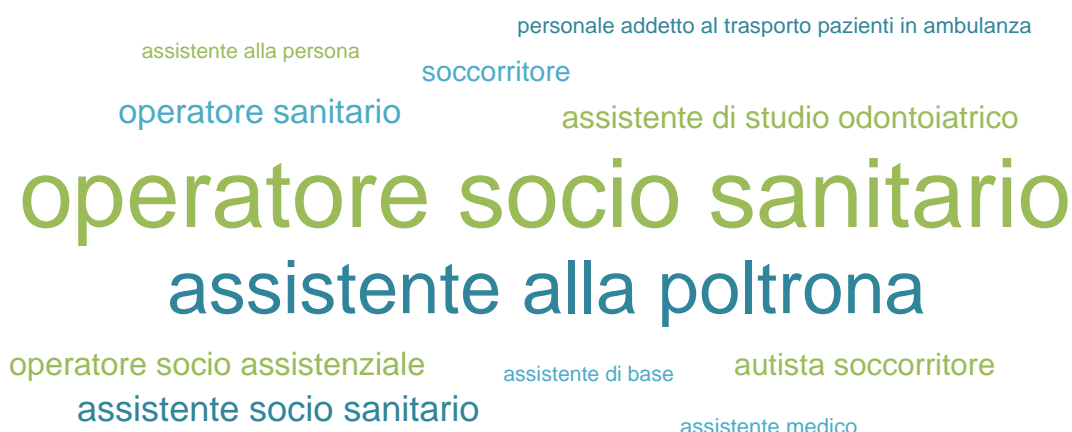 personale addetto al trasporto pazienti in ambulanza
assistente alla persona
soccorritore
operatore sanitario
assistente di studio odontoiatrico
operatore socio sanitario
assistente alla poltrona
operatore socio assistenziale
assistente di base
autista soccorritore
assistente socio sanitario
assistente medico